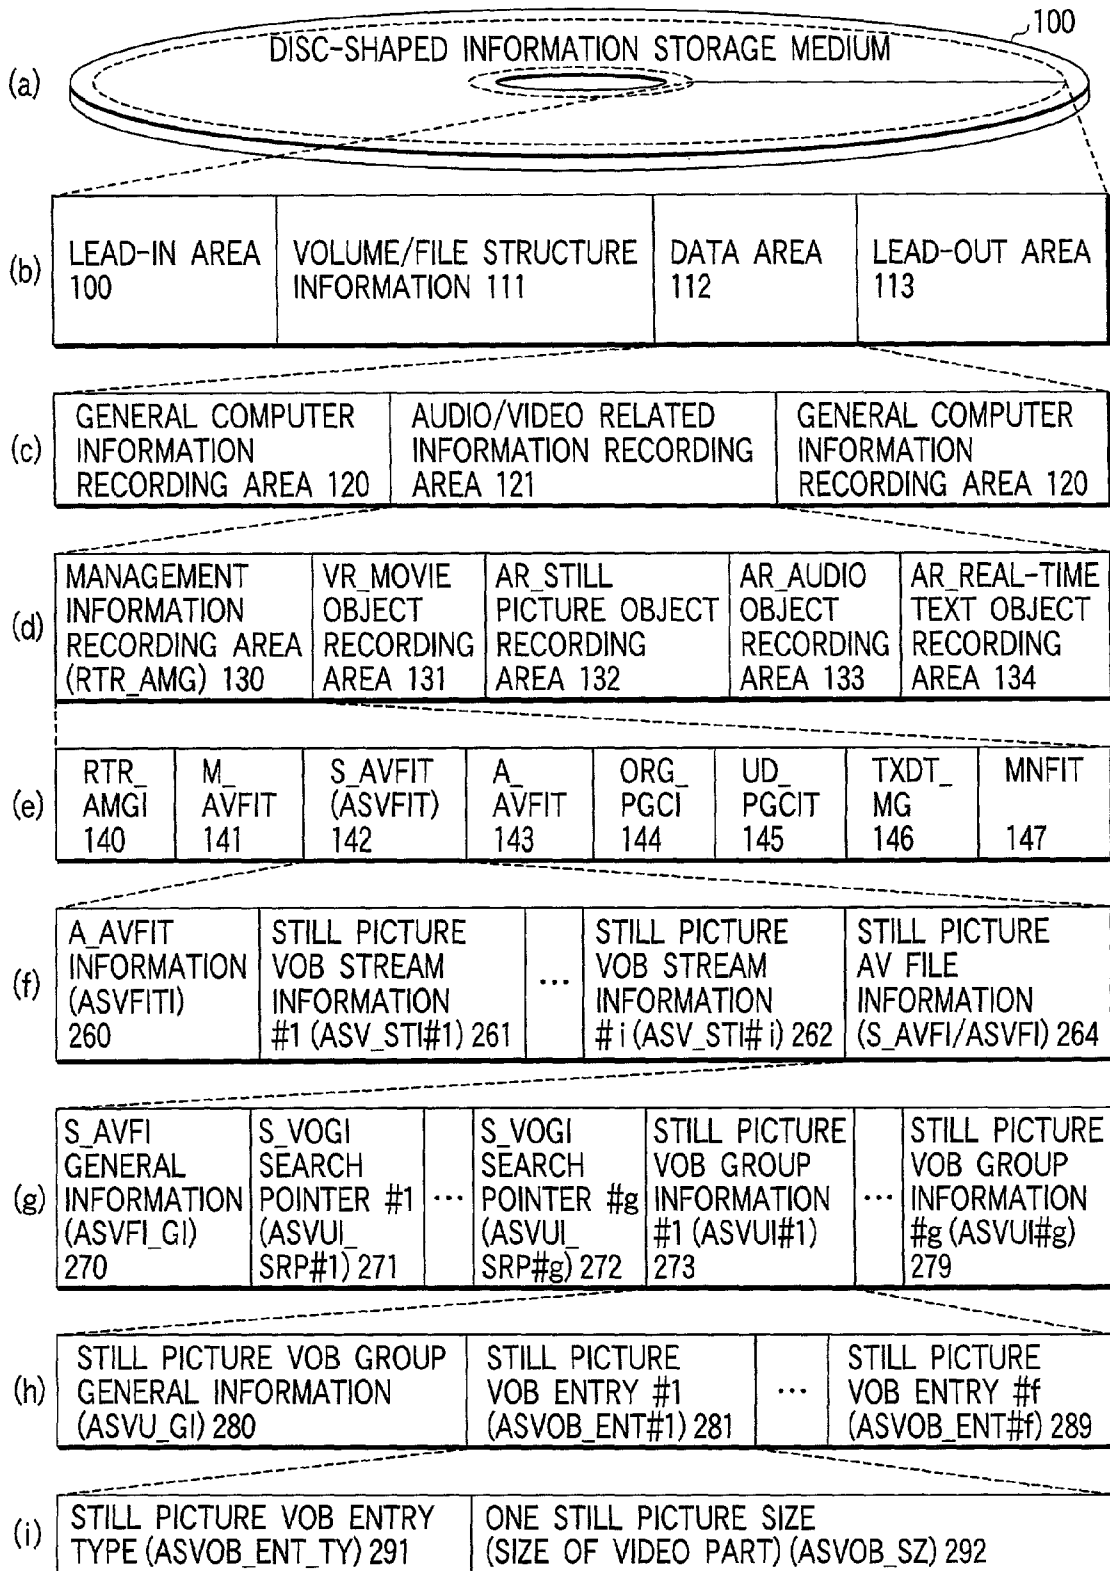 100
DISC-SHAPED INFORMATION STORAGE MEDIUM
(a)
(b)
LEAD-IN AREA
100
VOLUME/FILE STRUCTURE
INFORMATION 111
DATA AREA
112
LEAD-OUT AREA
113
(c)
GENERAL COMPUTER
INFORMATION
RECORDING AREA 120
AUDIO/VIDEO RELATED
INFORMATION RECORDING
AREA 121
GENERAL COMPUTER
INFORMATION
RECORDING AREA 120
(d)
MANAGEMENT
INFORMATION
RECORDING AREA
(RTR_AMG) 130
VR_MOVIE
OBJECT
RECORDING
AREA 131
AR_STILL
PICTURE OBJECT
RECORDING
AREA 132
AR_AUDIO
OBJECT
RECORDING
AREA 133
AR_REAL-TIME
TEXT OBJECT
RECORDING
AREA 134
(e)
RTR_
AMGI
140
M_
AVFIT
141
S_AVFIT
(ASVFIT)
142
A_
AVFIT
143
ORG_
PGCI
144
UD_
PGCIT
145
TXDT_
MG
146
MNFIT
147
(f)
A_AVFIT
INFORMATION
(ASVFITI)
260
STILL PICTURE
VOB STREAM
INFORMATION
#1 (ASV_STI#1) 261
...
STILL PICTURE
VOB STREAM
INFORMATION
#i (ASV_STI#i) 262
STILL PICTURE
AV FILE
INFORMATION
(S_AVFI/ASVFI) 264
(g)
S_AVFI
GENERAL
INFORMATION
(ASVFI_GI)
270
S_VOGI
SEARCH
POINTER #1
(ASVUI_
SRP#1) 271
...
S_VOGI
SEARCH
POINTER #g
(ASVUI_
SRP#g) 272
STILL PICTURE
VOB GROUP
INFORMATION
#1 (ASVUI#1)
273
...
STILL PICTURE
VOB GROUP
INFORMATION
#g (ASVUI#g)
279
(h)
STILL PICTURE VOB GROUP
GENERAL INFORMATION
(ASVU_GI) 280
STILL PICTURE
VOB ENTRY #1
(ASVOB_ENT#1) 281
...
STILL PICTURE
VOB ENTRY #f
(ASVOB_ENT#f) 289
(i)
STILL PICTURE VOB ENTRY
TYPE (ASVOB_ENT_TY) 291
ONE STILL PICTURE SIZE
(SIZE OF VIDEO PART) (ASVOB_SZ) 292